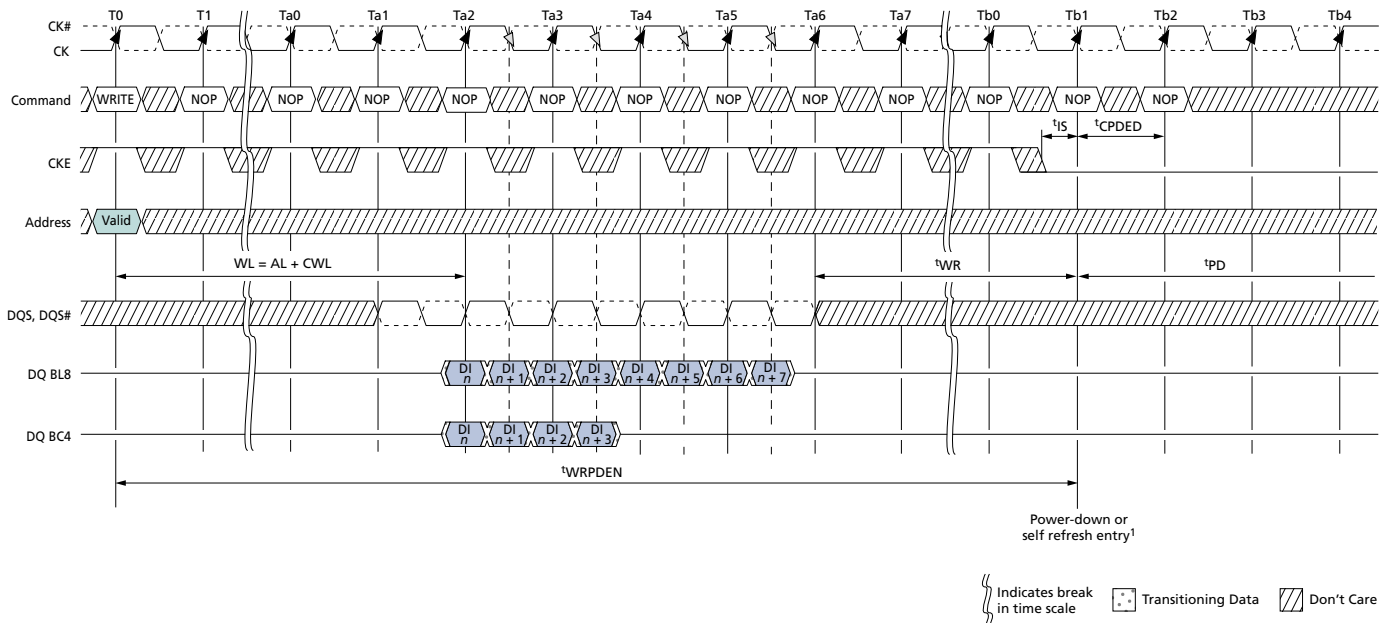 T0 T1 Ta0 Ta1 Ta2 Ta3 Ta4 Ta5 Ta6 Ta7 Tb0 Tb1 Tb2 Tb3 Tb4
CK#
CK
Command WRITE NOP NOP NOP NOP NOP NOP NOP NOP NOP NOP NOP NOP
tIS tCPDED
CKE
Address Valid
WL = AL + CWL tWR tPD
DQS, DQS#
DQ BL8 DI n DI n + 1 DI n + 2 DI n + 3 DI n + 4 DI n + 5 DI n + 6 DI n + 7
DQ BC4 DI n DI n + 1 DI n + 2 DI n + 3
tWRPDEN
Power-down or
self refresh entry1
Indicates break
in time scale
Transitioning Data
Don't Care